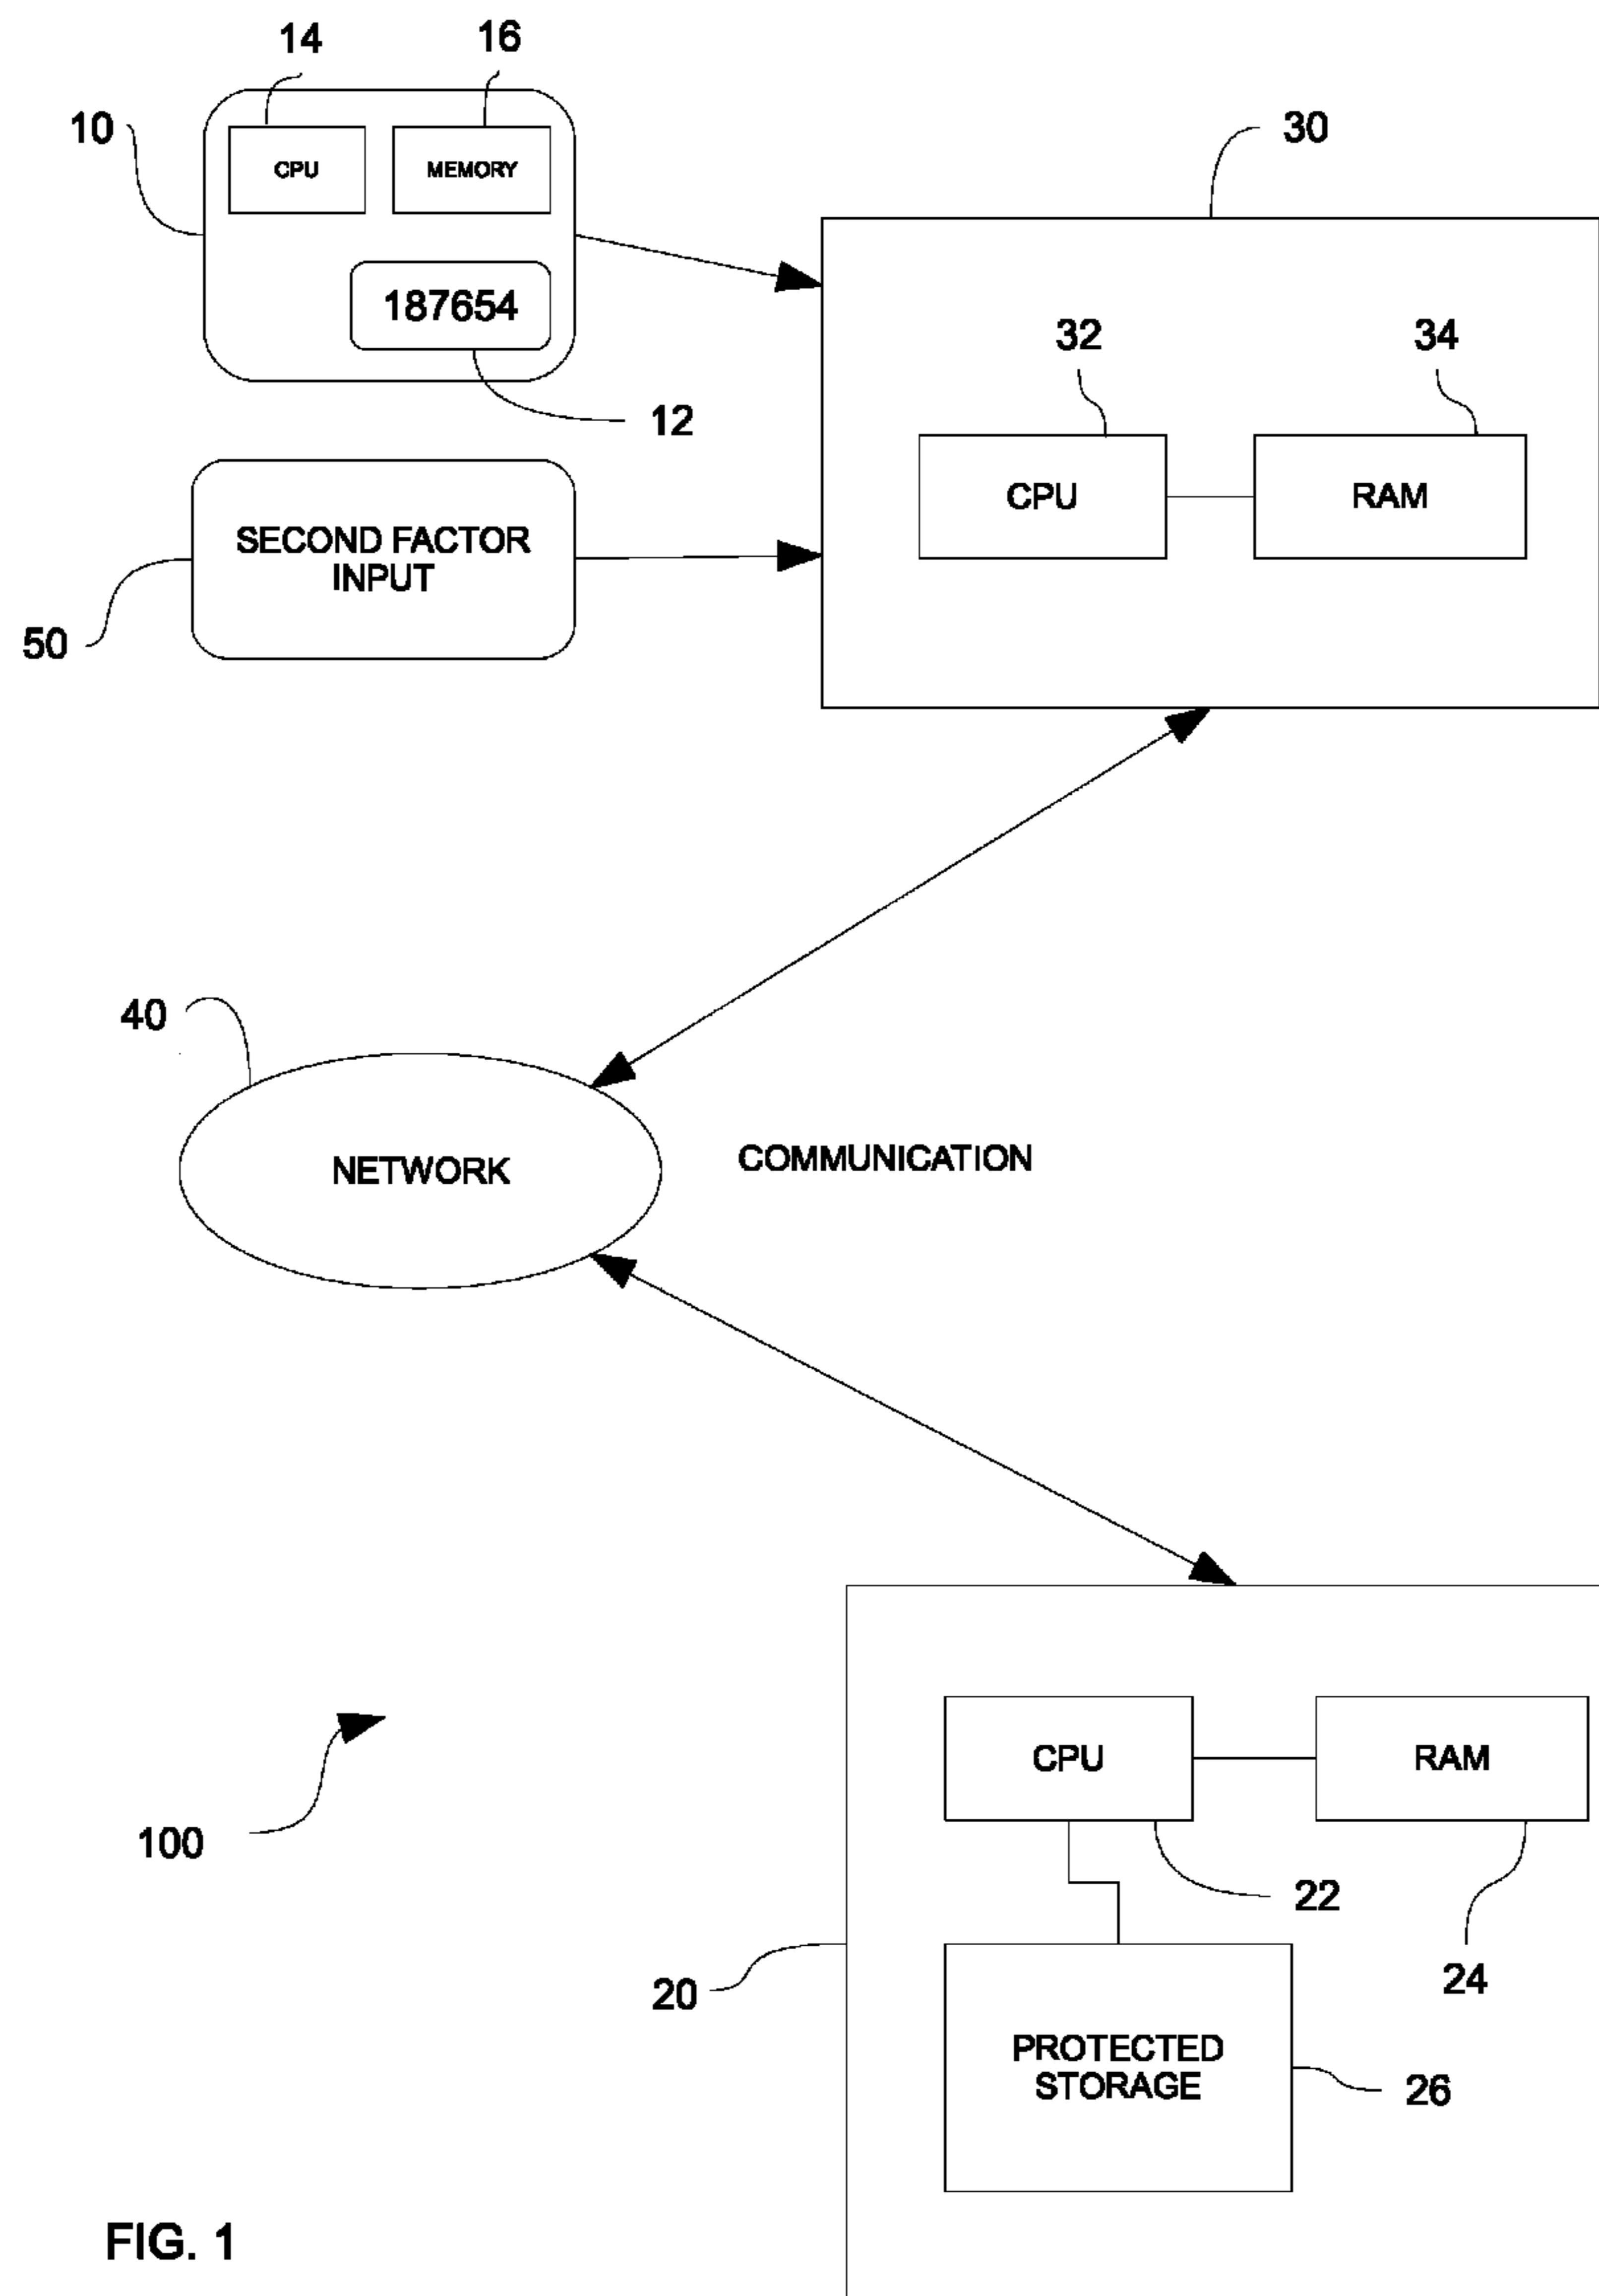 14
16
10
30
CPU
MEMORY
187654
32
34
12
CPU
RAM
SECOND FACTOR
INPUT
50
40
NETWORK
COMMUNICATION
CPU
RAM
100
22
20
24
PROTECTED
STORAGE
26
FIG. 1